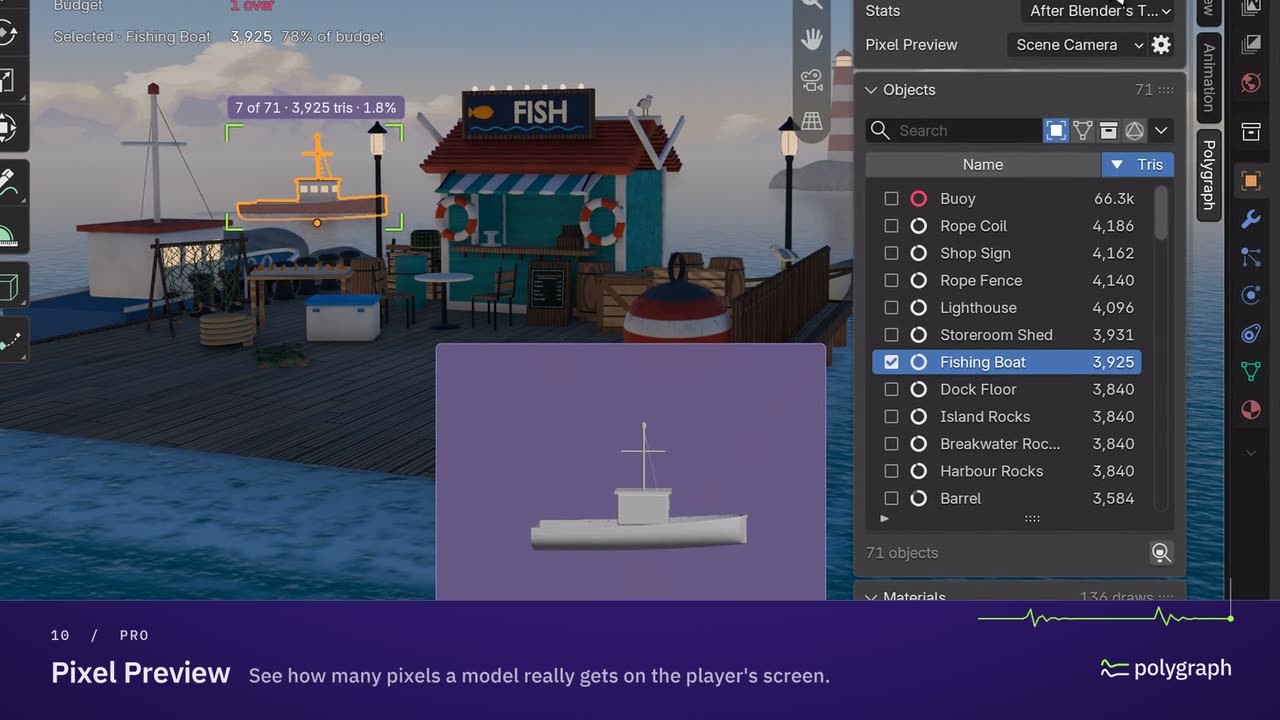 Budget 1 over
Selected · Fishing Boat 3,925 78% of budget
7 of 71 · 3,925 tris · 1.8%
FISH
Stats After Blender's T...
Pixel Preview Scene Camera
Objects 71
Search
Name Tris
Buoy 66.3k
Rope Coil 4,186
Shop Sign 4,162
Rope Fence 4,140
Lighthouse 4,096
Storeroom Shed 3,931
Fishing Boat 3,925
Dock Floor 3,840
Island Rocks 3,840
Breakwater Roc... 3,840
Harbour Rocks 3,840
Barrel 3,584
71 objects
Materials 136 draws
Animation
Polygraph
10 / PRO
Pixel Preview See how many pixels a model really gets on the player's screen.
polygraph